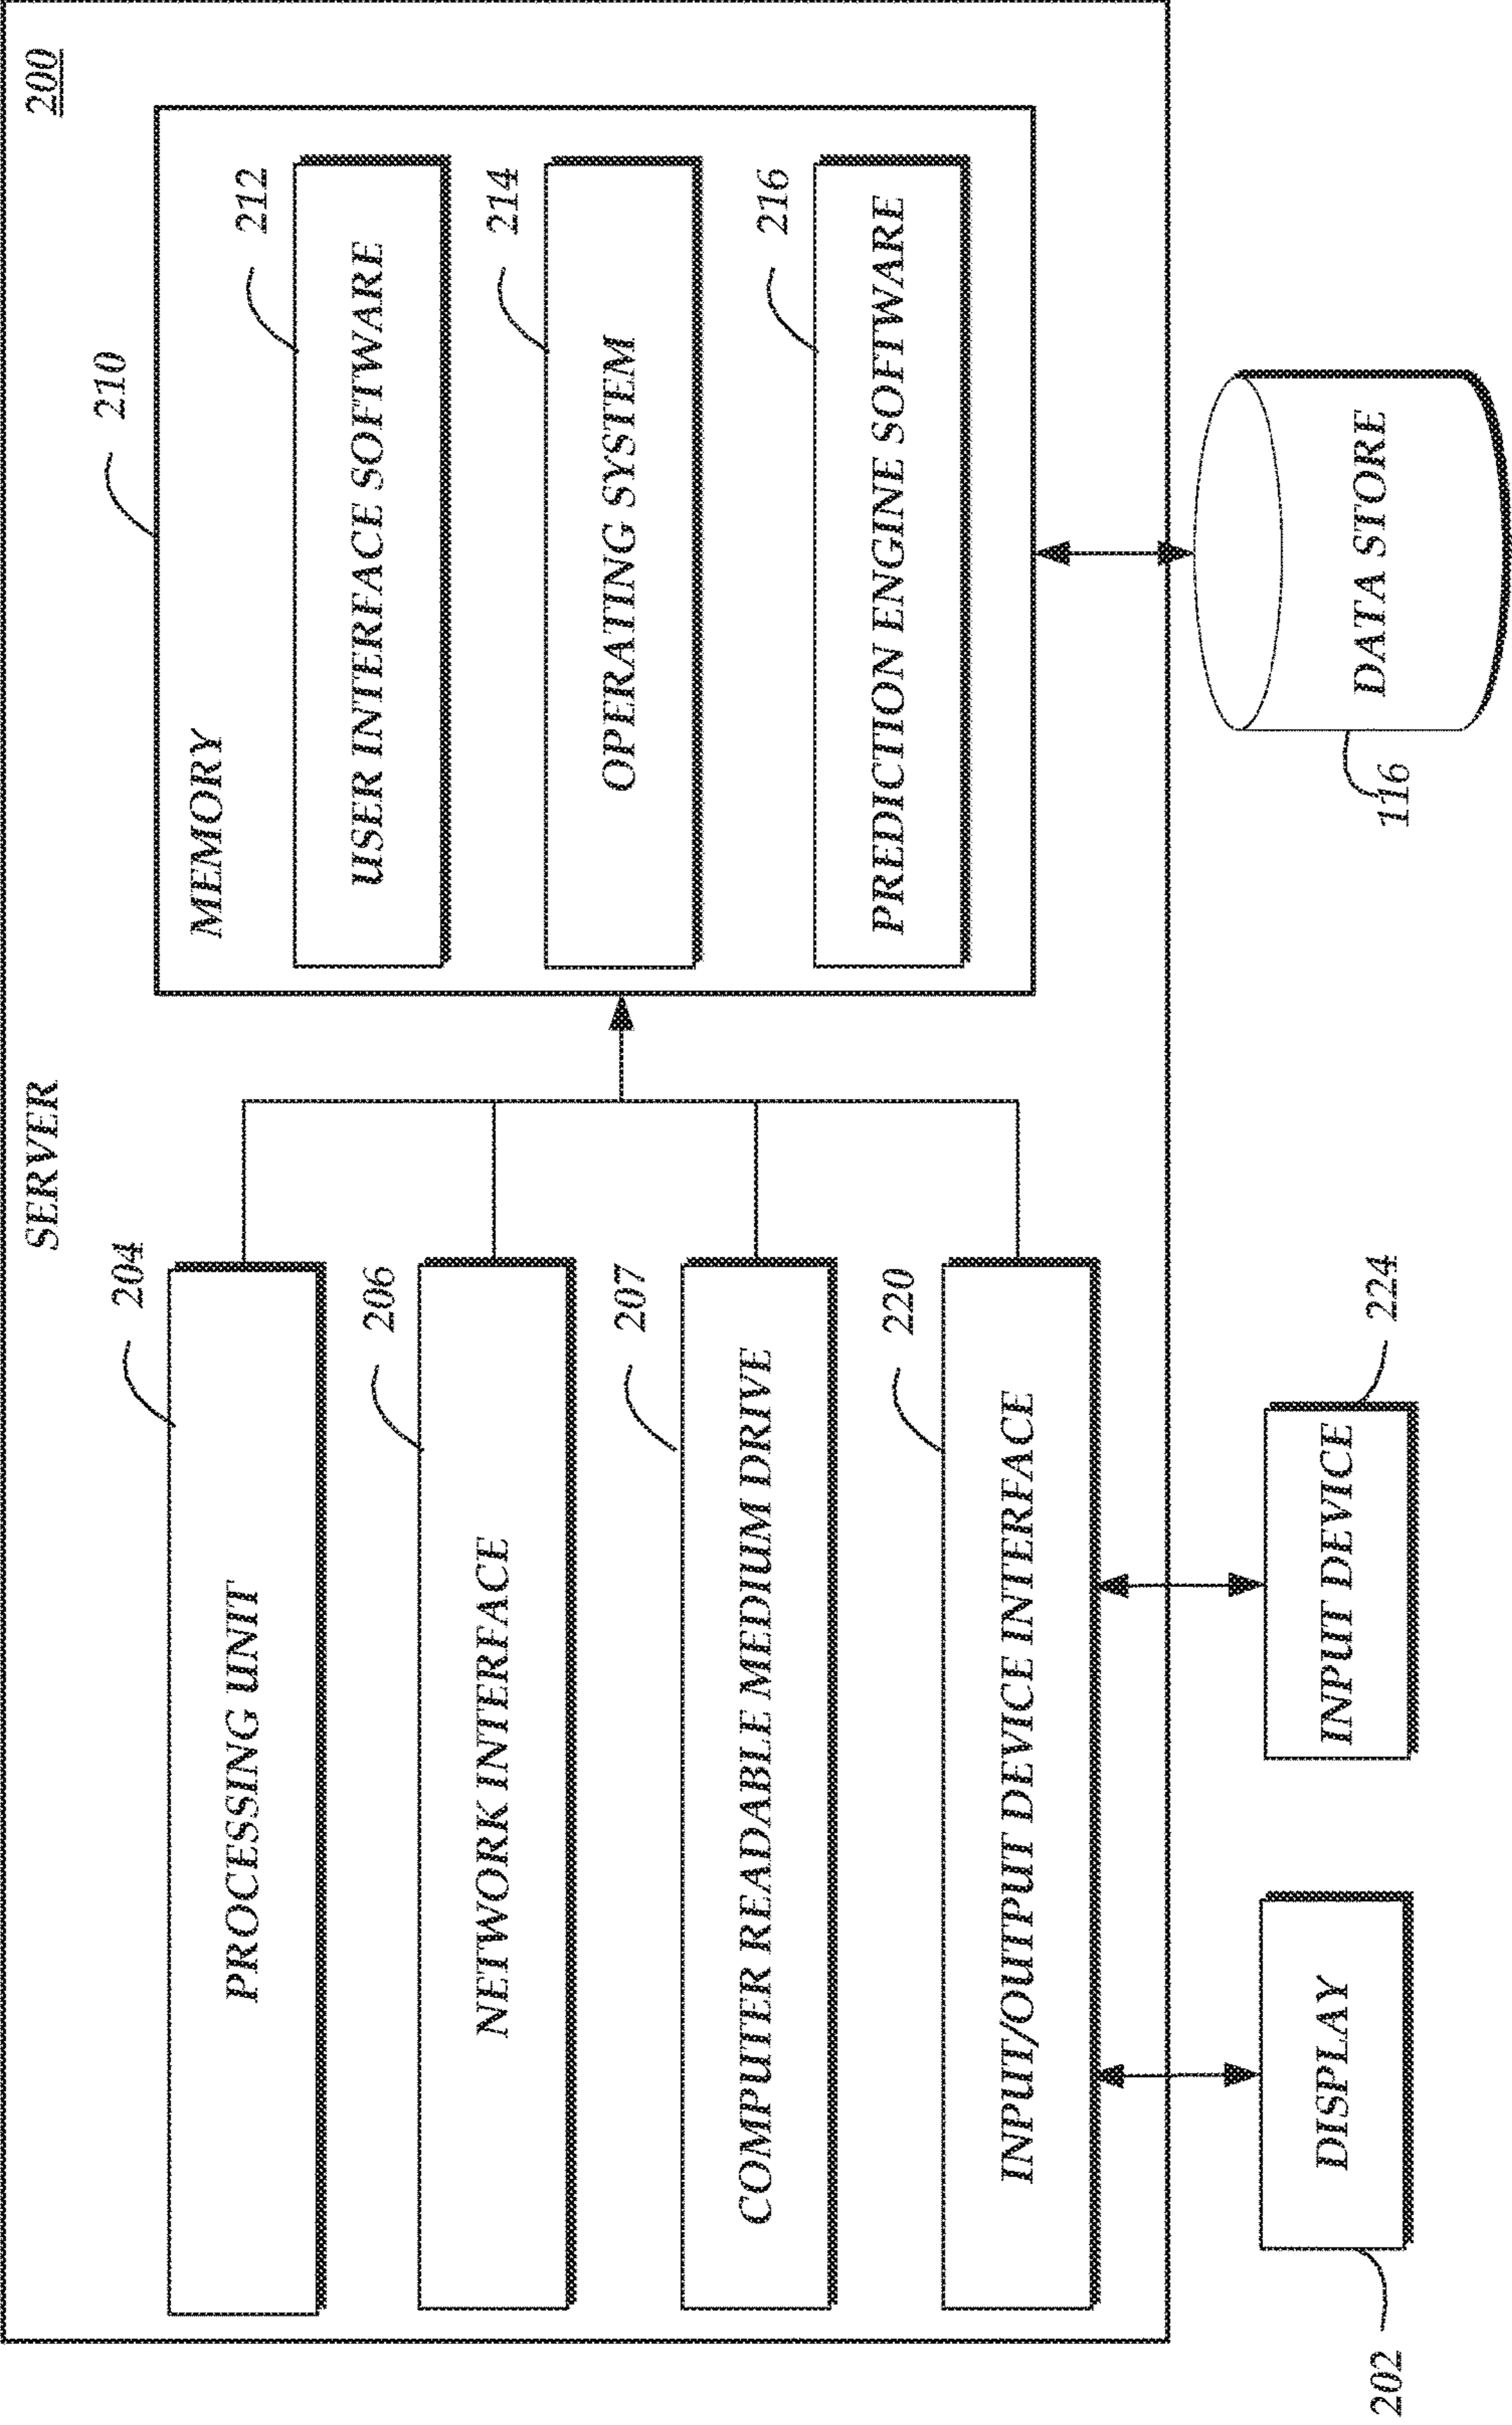 SERVER
200
204
PROCESSING UNIT
206
NETWORK INTERFACE
207
COMPUTER READABLE MEDIUM DRIVE
220
INPUT/OUTPUT DEVICE INTERFACE
210
MEMORY
212
USER INTERFACE SOFTWARE
214
OPERATING SYSTEM
216
PREDICTION ENGINE SOFTWARE
202
DISPLAY
INPUT DEVICE
224
116
DATA STORE